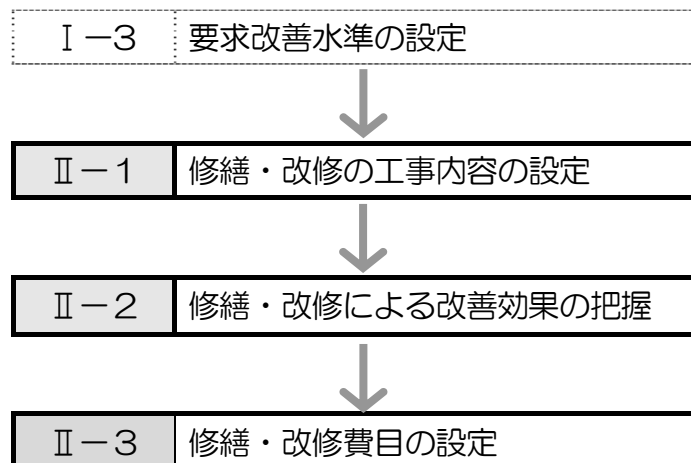 Ⅰ－3 要求改善水準の設定
Ⅱ－1 修繕・改修の工事内容の設定
Ⅱ－2 修繕・改修による改善効果の把握
Ⅱ－3 修繕・改修費目の設定